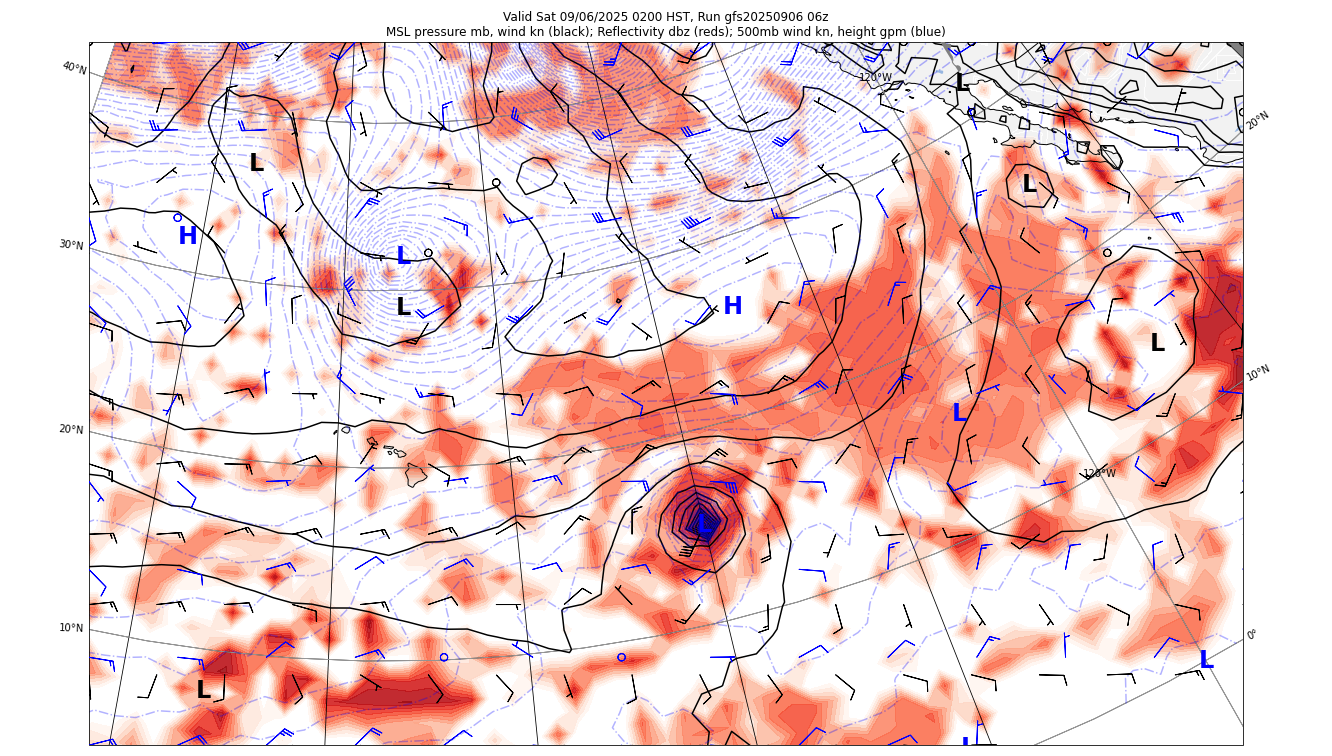 Valid Sat 09/06/2025 0200 HST, Run gfs20250906 06z
MSL pressure mb, wind kn (black); Reflectivity dbz (reds); 500mb wind kn, height gpm (blue)
40°N
120°W
L
20°N
L
L
30°N
H
L
L
H
L
10°N
L
20°N
120°W
L
10°N
0°
L
L
L